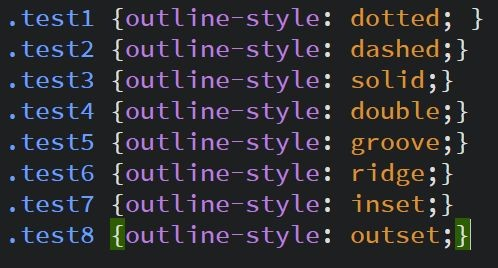 .test1 {outline-style: dotted; }
.test2 {outline-style: dashed;}
.test3 {outline-style: solid;}
.test4 {outline-style: double;}
.test5 {outline-style: groove;}
.test6 {outline-style: ridge;}
.test7 {outline-style: inset;}
.test8 {outline-style: outset;}